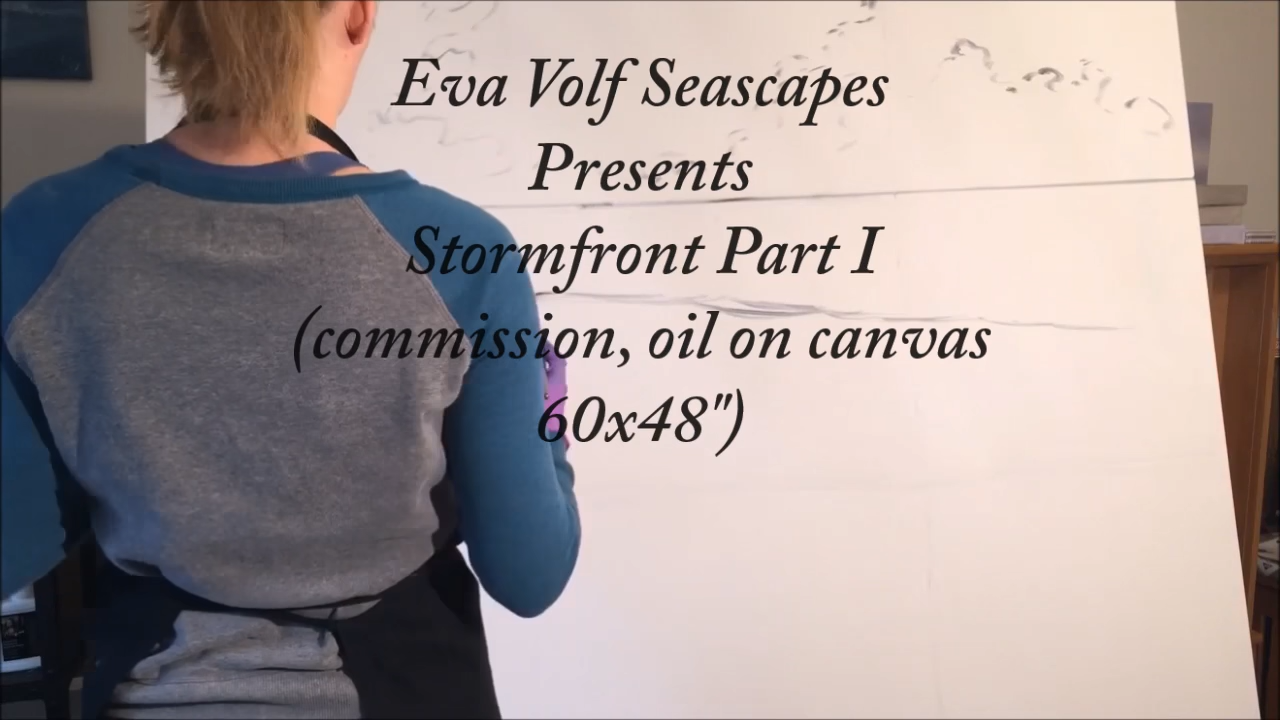 Eva Volf Seascapes
Presents
Stormfront Part I
(commission, oil on canvas
60x48")